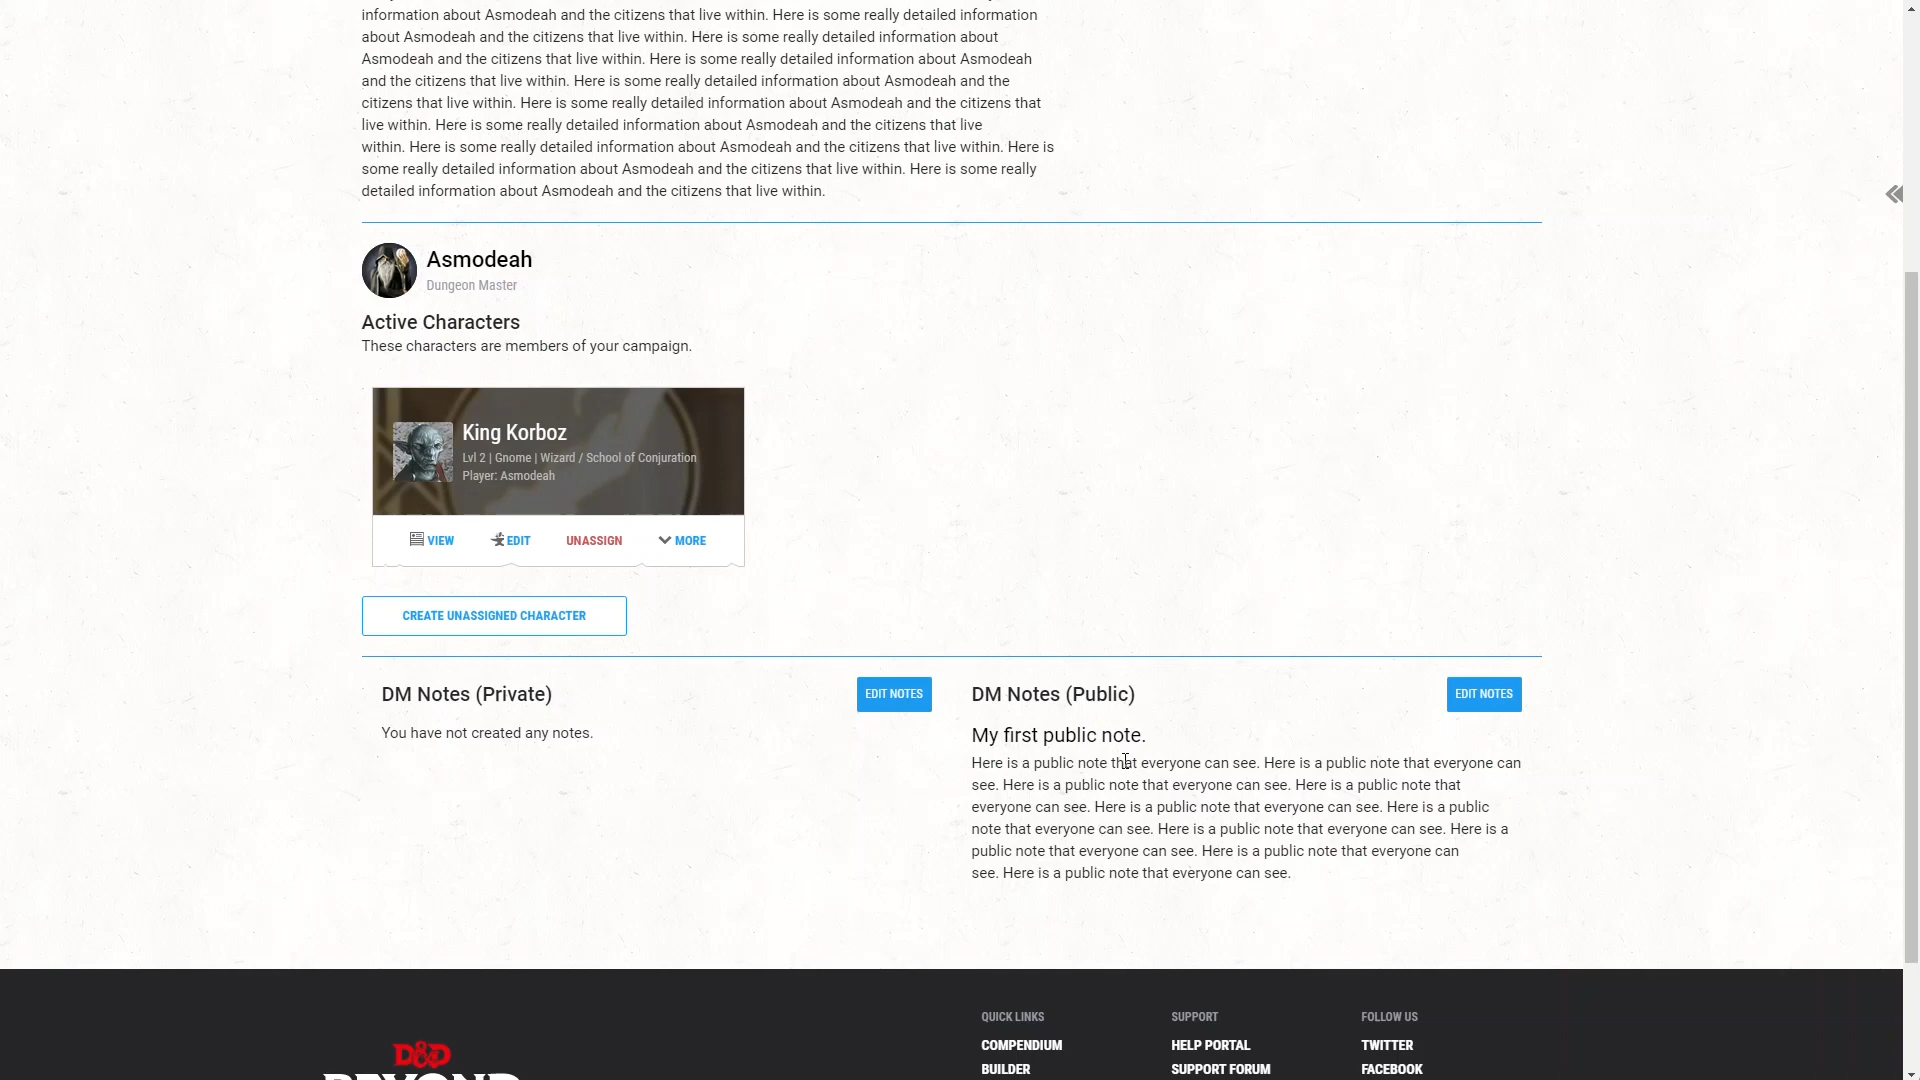 information about Asmodeah and the citizens that live within. Here is some really detailed information
about Asmodeah and the citizens that live within. Here is some really detailed information about
Asmodeah and the citizens that live within. Here is some really detailed information about Asmodeah
and the citizens that live within. Here is some really detailed information about Asmodeah and the
citizens that live within. Here is some really detailed information about Asmodeah and the citizens that
live within. Here is some really detailed information about Asmodeah and the citizens that live
within. Here is some really detailed information about Asmodeah and the citizens that live within. Here is
some really detailed information about Asmodeah and the citizens that live within. Here is some really
detailed information about Asmodeah and the citizens that live within.
Asmodeah
Dungeon Master
Active Characters
These characters are members of your campaign.
King Korboz
Lvl 2 | Gnome | Wizard / School of Conjuration
Player: Asmodeah
VIEW EDIT UNASSIGN MORE
CREATE UNASSIGNED CHARACTER
DM Notes (Private) EDIT NOTES
You have not created any notes.
DM Notes (Public) EDIT NOTES
My first public note.
Here is a public note that everyone can see. Here is a public note that everyone can
see. Here is a public note that everyone can see. Here is a public note that
everyone can see. Here is a public note that everyone can see. Here is a public
note that everyone can see. Here is a public note that everyone can see. Here is a
public note that everyone can see. Here is a public note that everyone can
see. Here is a public note that everyone can see.
D&D
BEYOND
QUICK LINKS
COMPENDIUM
BUILDER
SUPPORT
HELP PORTAL
SUPPORT FORUM
FOLLOW US
TWITTER
FACEBOOK